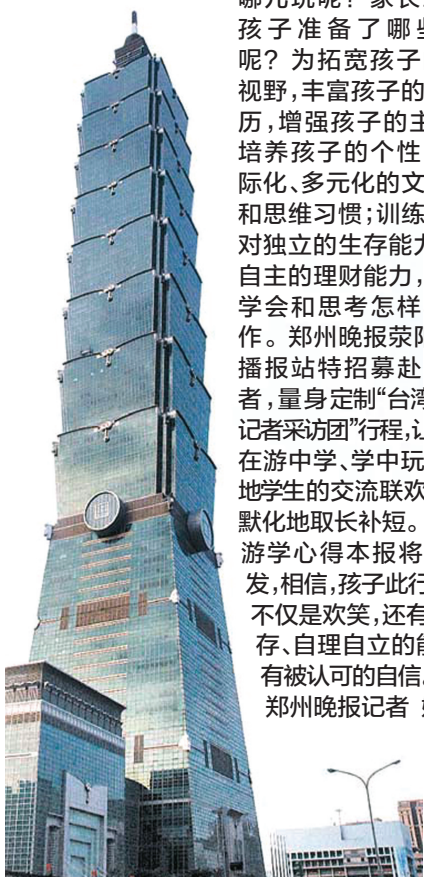 孩子准备了哪些
呢？为拓宽孩子
视野,丰富孩子的
历,增强孩子的主
培养孩子的个性
际化、多元化的文
和思维习惯;训练
对独立的生存能力
自主的理财能力,
学会和思考怎样
作。郑州晚报荥阳
播报站特招募赴
者,量身定制“台湾
记者采访团”行程,让
在游中学、学中玩
地学生的交流联欢
默化地取长补短。
游学心得本报将
发,相信,孩子此行
不仅是欢笑,还有
存、自理自立的能
有被认可的自信。
郑州晚报记者